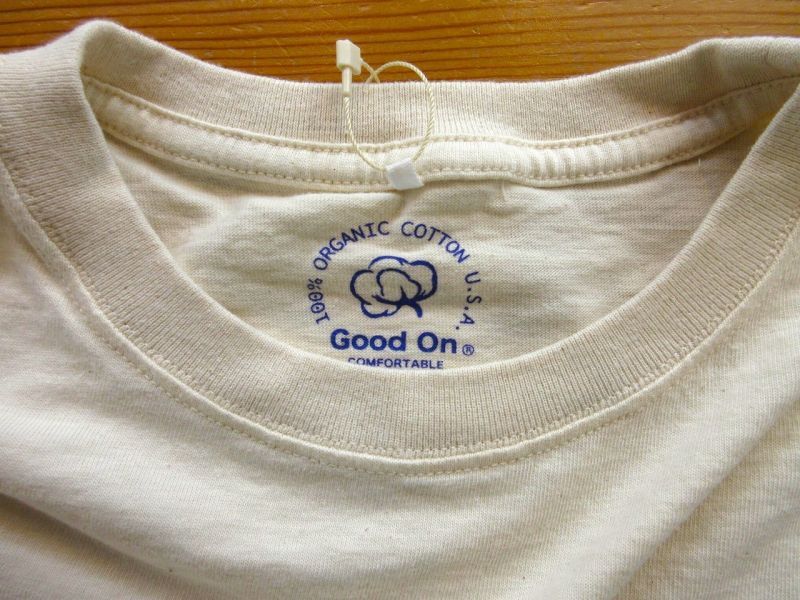 100% ORGANIC COTTON U.S.A.
Good On®
COMFORTABLE